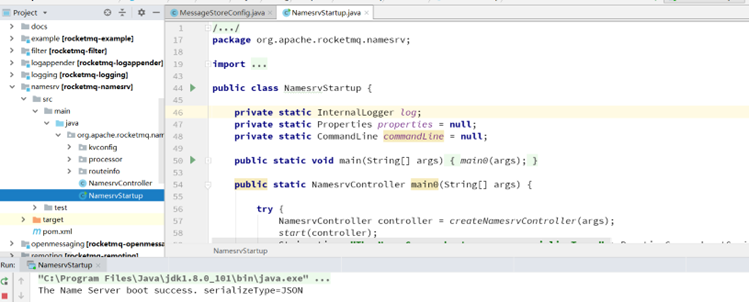 Project
docs
example [rocketmq-example]
filter [rocketmq-filter]
logappender [rocketmq-logappender]
logging [rocketmq-logging]
namesrv [rocketmq-namesrv]
src
main
java
org.apache.rocketmq.nam
kvconfig
processor
routeinfo
NamesrvController
NamesrvStartup
test
target
pom.xml
openmessaging [rocketmq-openmess
MessageStoreConfig.java
NamesrvStartup.java
1 /.../
17 package org.apache.rocketmq.namesrv;
18
19 import ...
43
44 public class NamesrvStartup {
45
46 private static InternalLogger log;
47 private static Properties properties = null;
48 private static CommandLine commandLine = null;
49
50 public static void main(String[] args) { main0(args); }
53
54 public static NamesrvController main0(String[] args) {
55
56 try {
57 NamesrvController controller = createNamesrvController(args);
start(controller);
NamesrvStartup
Run: NamesrvStartup
"C:\Program Files\Java\jdk1.8.0_101\bin\java.exe" ...
The Name Server boot success. serializeType=JSON